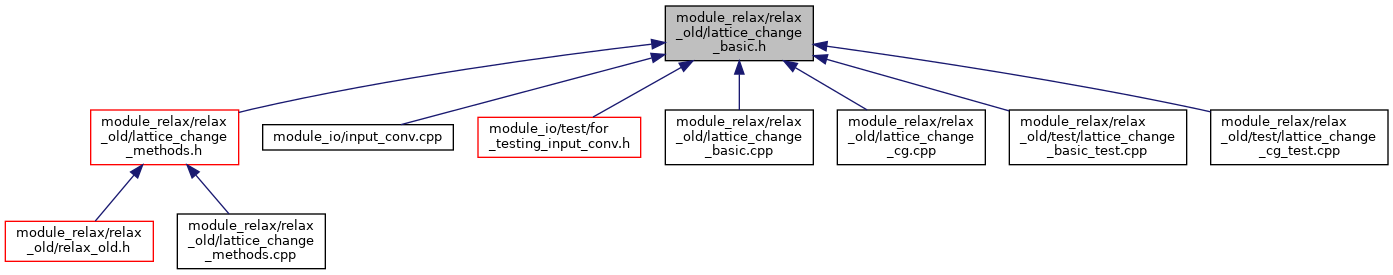 module_relax/relax
_old/lattice_change
_basic.h
module_relax/relax
_old/lattice_change
_methods.h
module_io/input_conv.cpp
module_io/test/for
_testing_input_conv.h
module_relax/relax
_old/lattice_change
_basic.cpp
module_relax/relax
_old/lattice_change
_cg.cpp
module_relax/relax
_old/test/lattice_change
_basic_test.cpp
module_relax/relax
_old/test/lattice_change
_cg_test.cpp
module_relax/relax
_old/relax_old.h
module_relax/relax
_old/lattice_change
_methods.cpp